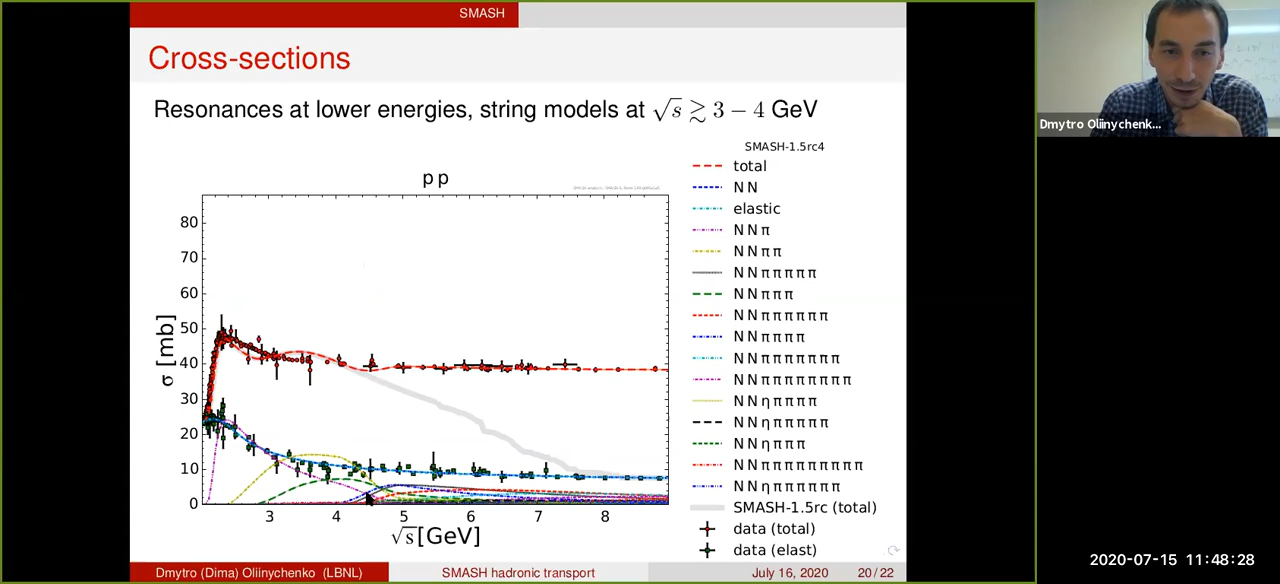 SMASH
Cross-sections
Resonances at lower energies, string models at √s ≳ 3 − 4 GeV
SMASH-1.5rc4
p p
total
N N
elastic
N N π
N N π π
N N π π π π π
N N π π π
N N π π π π π π
N N π π π π
N N π π π π π π π
N N π π π π π π π π
N N η π π π π
N N η π π π π π
N N η π π π
N N π π π π π π π π π
N N η π π π π π π
SMASH-1.5rc (total)
data (total)
data (elast)
σ [mb]
80
70
60
50
40
30
20
10
0
3 4 5 6 7 8
√s[GeV]
Dmytro (Dima) Oliinychenko (LBNL) SMASH hadronic transport July 16, 2020 20 / 22
Dmytro Oliinychenk...
2020-07-15 11:48:28